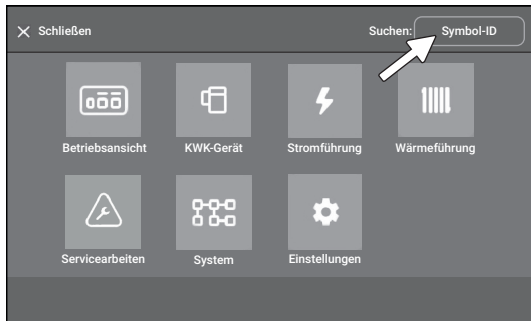 Schließen
Suchen: Symbol-ID
Betriebsansicht KWK-Gerät Stromführung Wärmeführung
Servicearbeiten System Einstellungen